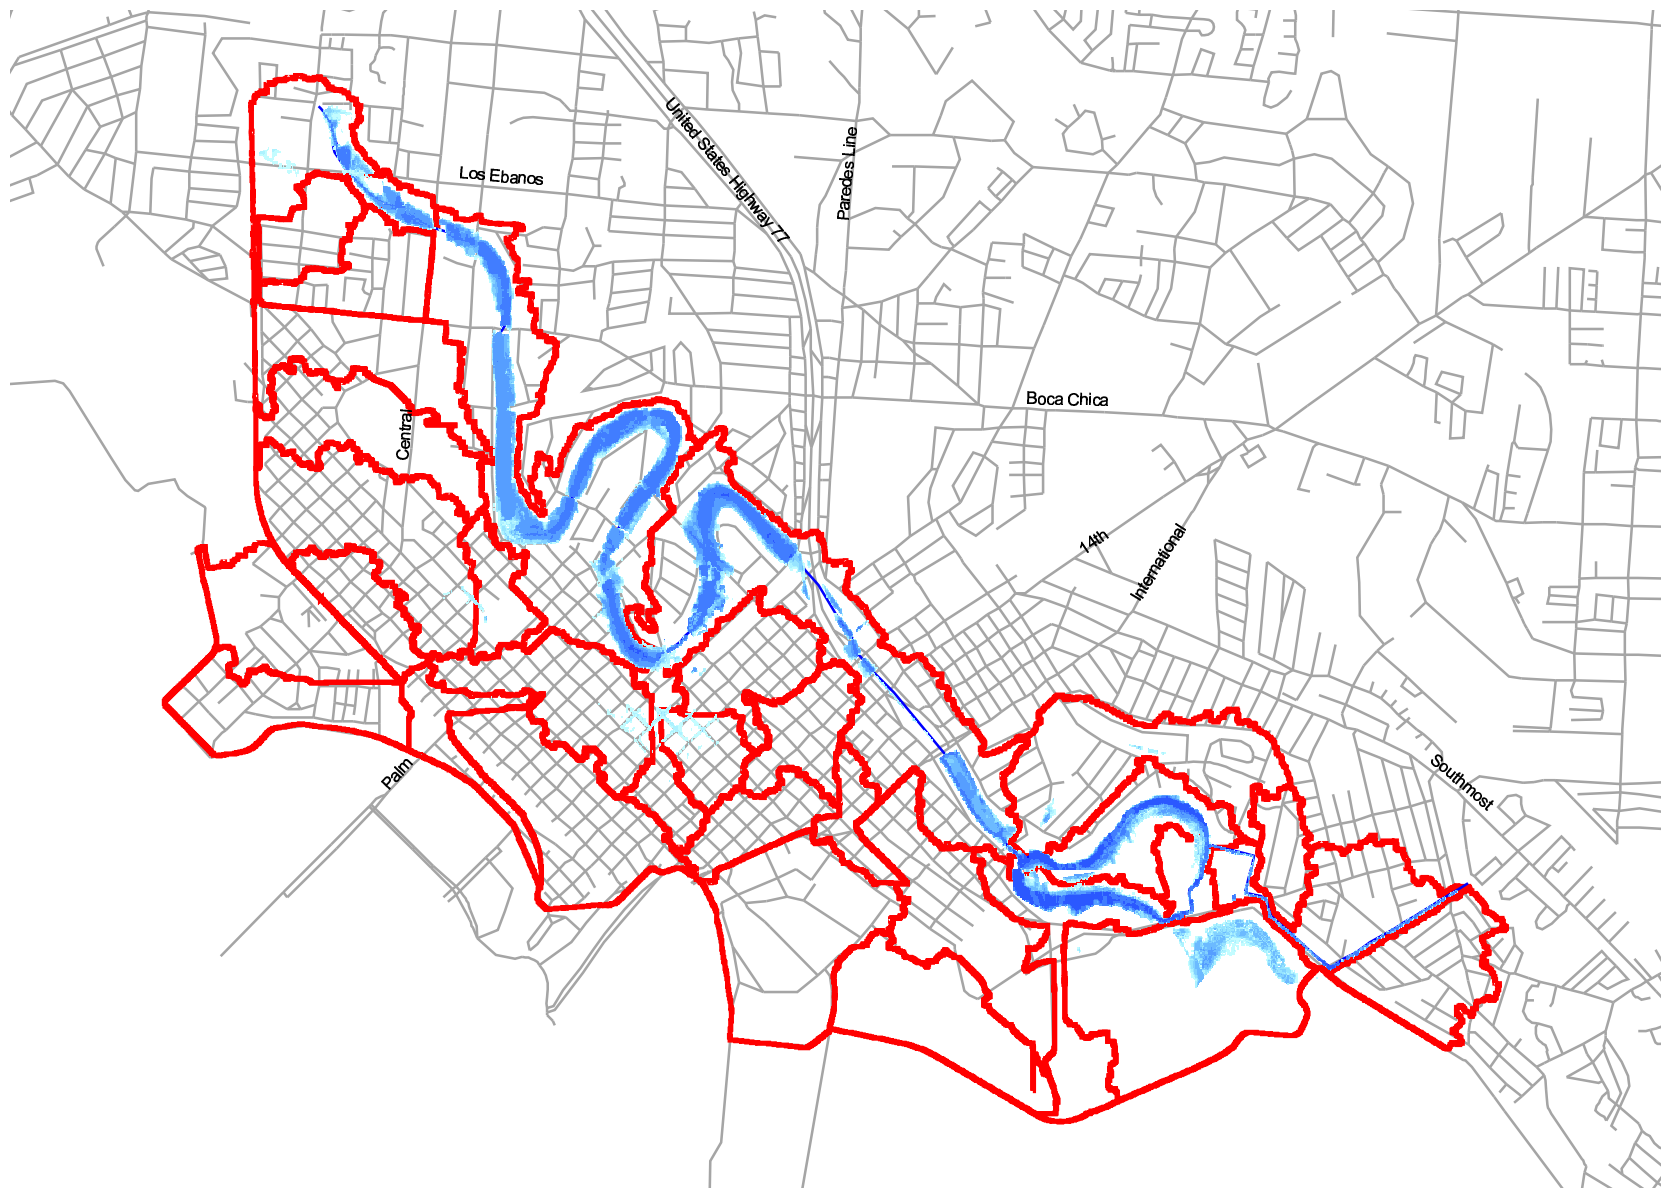 United States Highway 77
Paredes Line
Los Ebanos
Boca Chica
Central
14th
International
Palm
Southmost